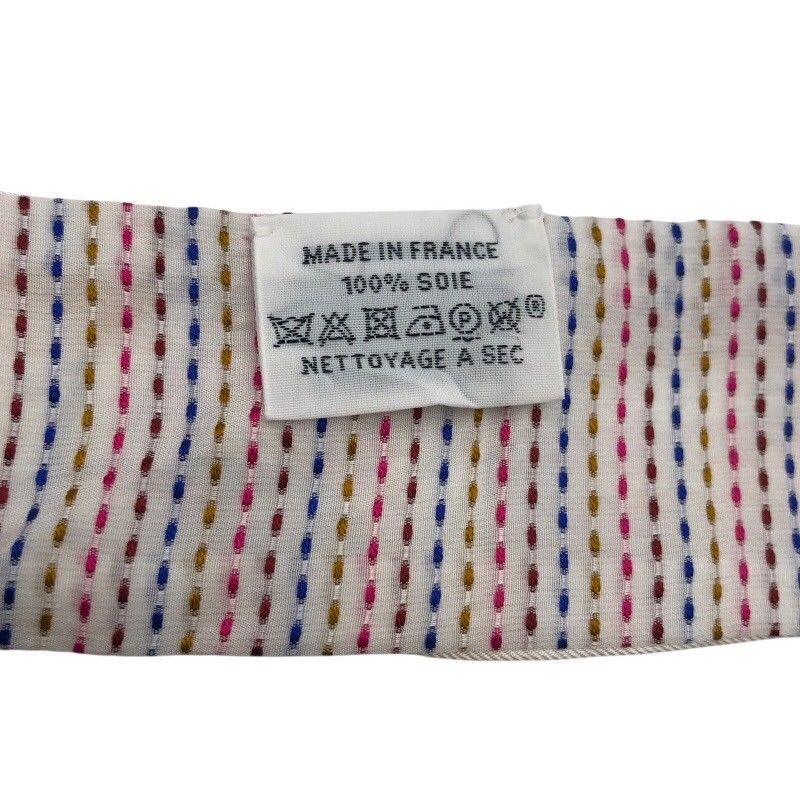 MADE IN FRANCE
100% SOIE
P ®
NETTOYAGE A SEC